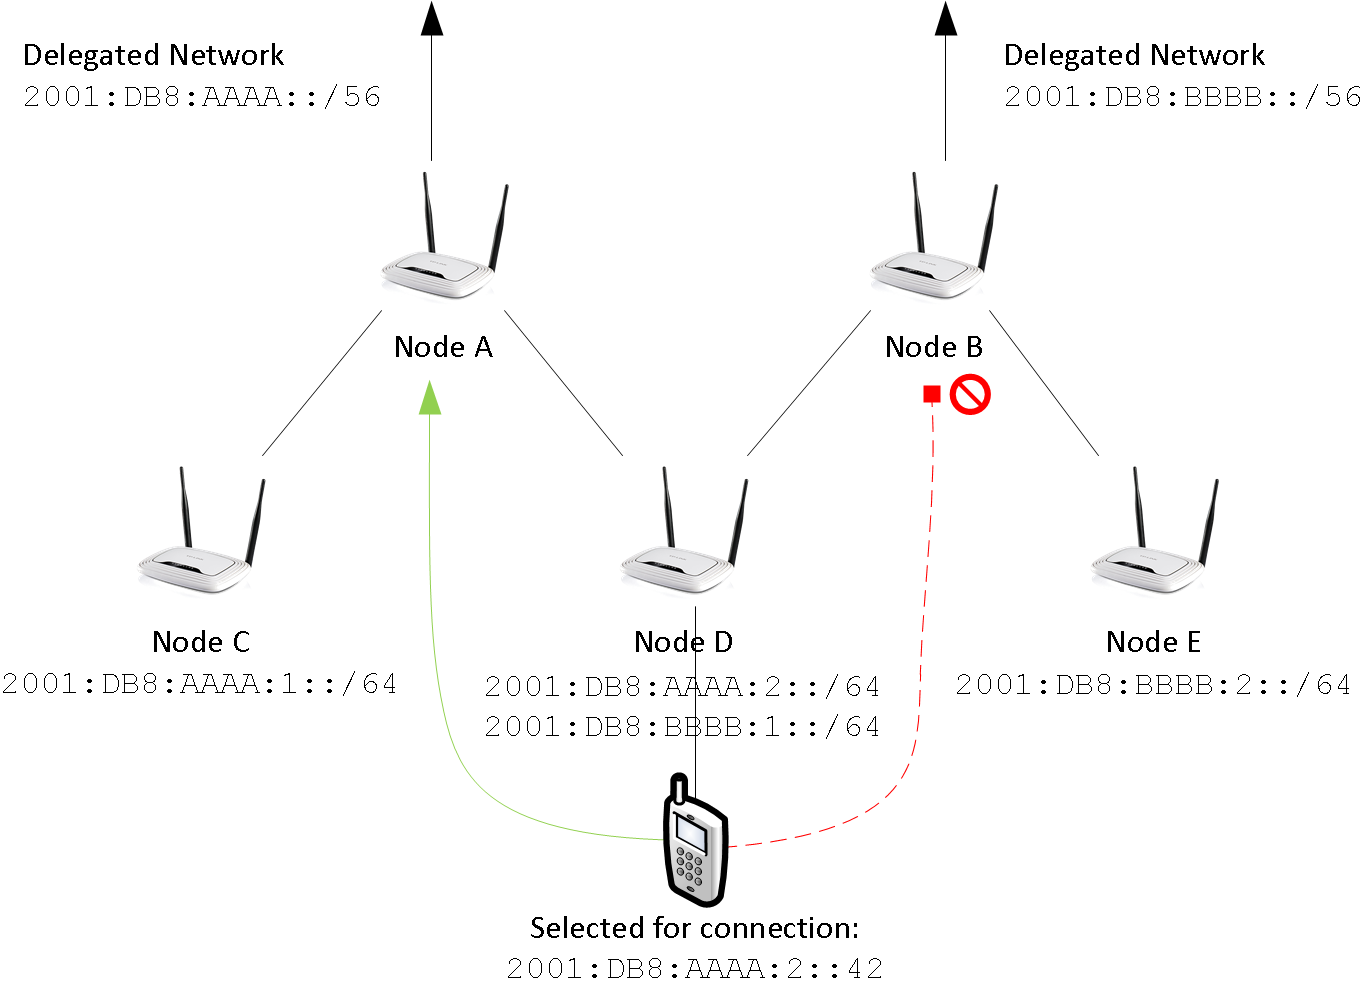 Delegated Network
2001:DB8:AAAA::/56
Delegated Network
2001:DB8:BBBB::/56
Node A
Node B
Node C
2001:DB8:AAAA:1::/64
Node D
2001:DB8:AAAA:2::/64
2001:DB8:BBBB:1::/64
Node E
2001:DB8:BBBB:2::/64
Selected for connection:
2001:DB8:AAAA:2::42